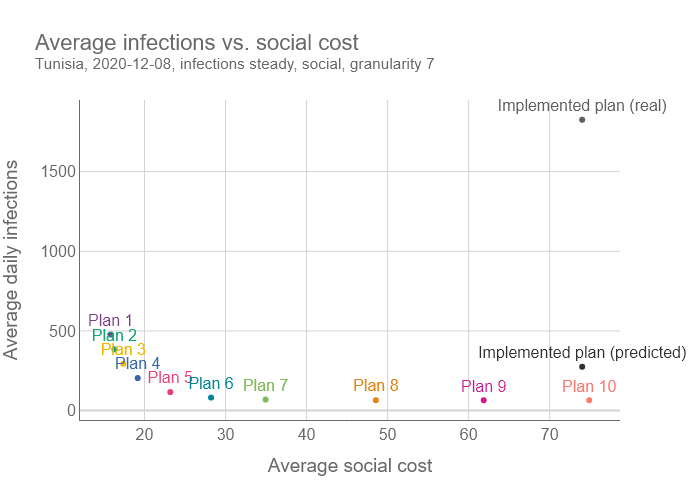 Average infections vs. social cost
Tunisia, 2020-12-08, infections steady, social, granularity 7
Average daily infections
Implemented plan (real)
1500
1000
500
0
Plan 1
Plan 2
Plan 3
Plan 4
Plan 5
Plan 6
Plan 7
Plan 8
Plan 9
Plan 10
Implemented plan (predicted)
20
30
40
50
60
70
Average social cost